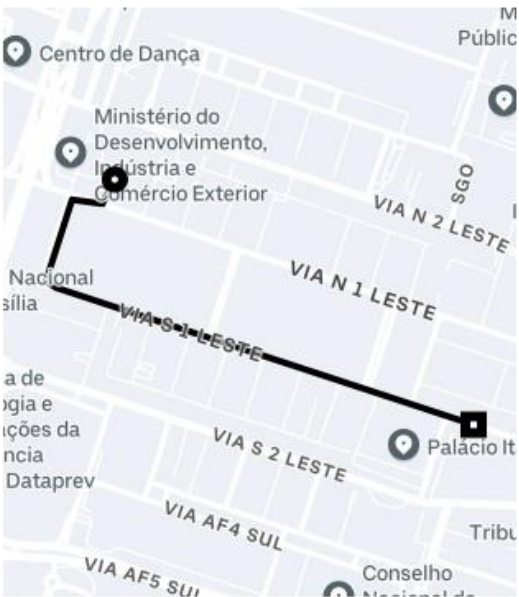 M
Públic
Centro de Dança
Ministério do
Desenvolvimento,
Indústria e
Comércio Exterior
SGO
VIA N 2 LESTE
VIA N 1 LESTE
Nacional
sília
VIA S 1 LESTE
a de
ogia e
ações da
ncia
Dataprev
VIA S 2 LESTE
Palácio It
VIA AF4 SUL
Tribu
VIA AF5 SUL
Conselho
Nacional de